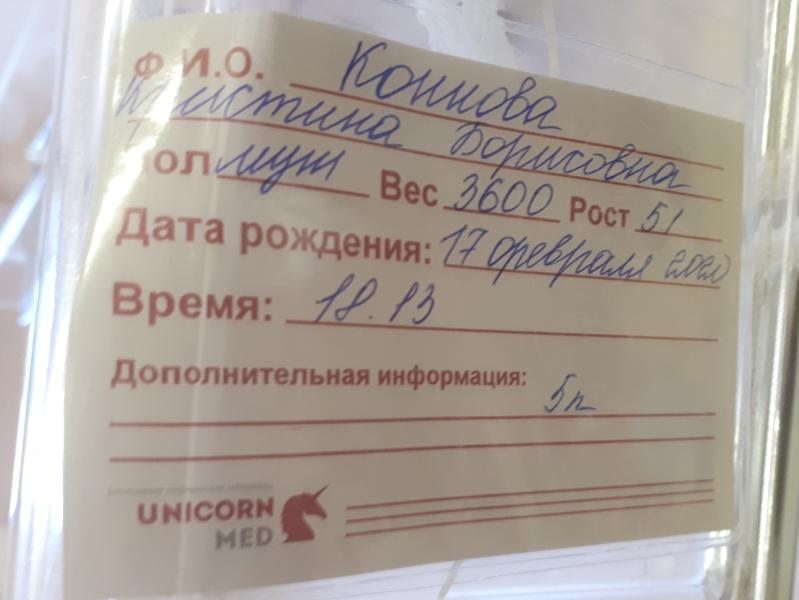 Ф.И.О. Коннова
Кристина Борисовна
Пол муж Вес 3600 Рост 51
Дата рождения: 17 февраля 2020
Время: 18.13
Дополнительная информация:
5п
UNICORN
MED